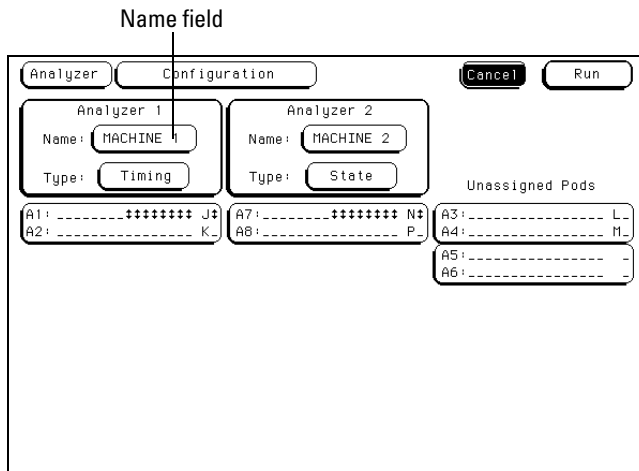 Name field
Analyzer Configuration Cancel Run
Analyzer 1 Analyzer 2
Name: MACHINE 1 Name: MACHINE 2
Type: Timing Type: State
Unassigned Pods
A1:________‡‡‡‡‡‡‡‡ J‡ A7:________‡‡‡‡‡‡‡‡ N‡ A3:________________ L_
A2:________________ K_ A8:________________ P_ A4:________________ M_
A5:________________ _
A6:________________ _